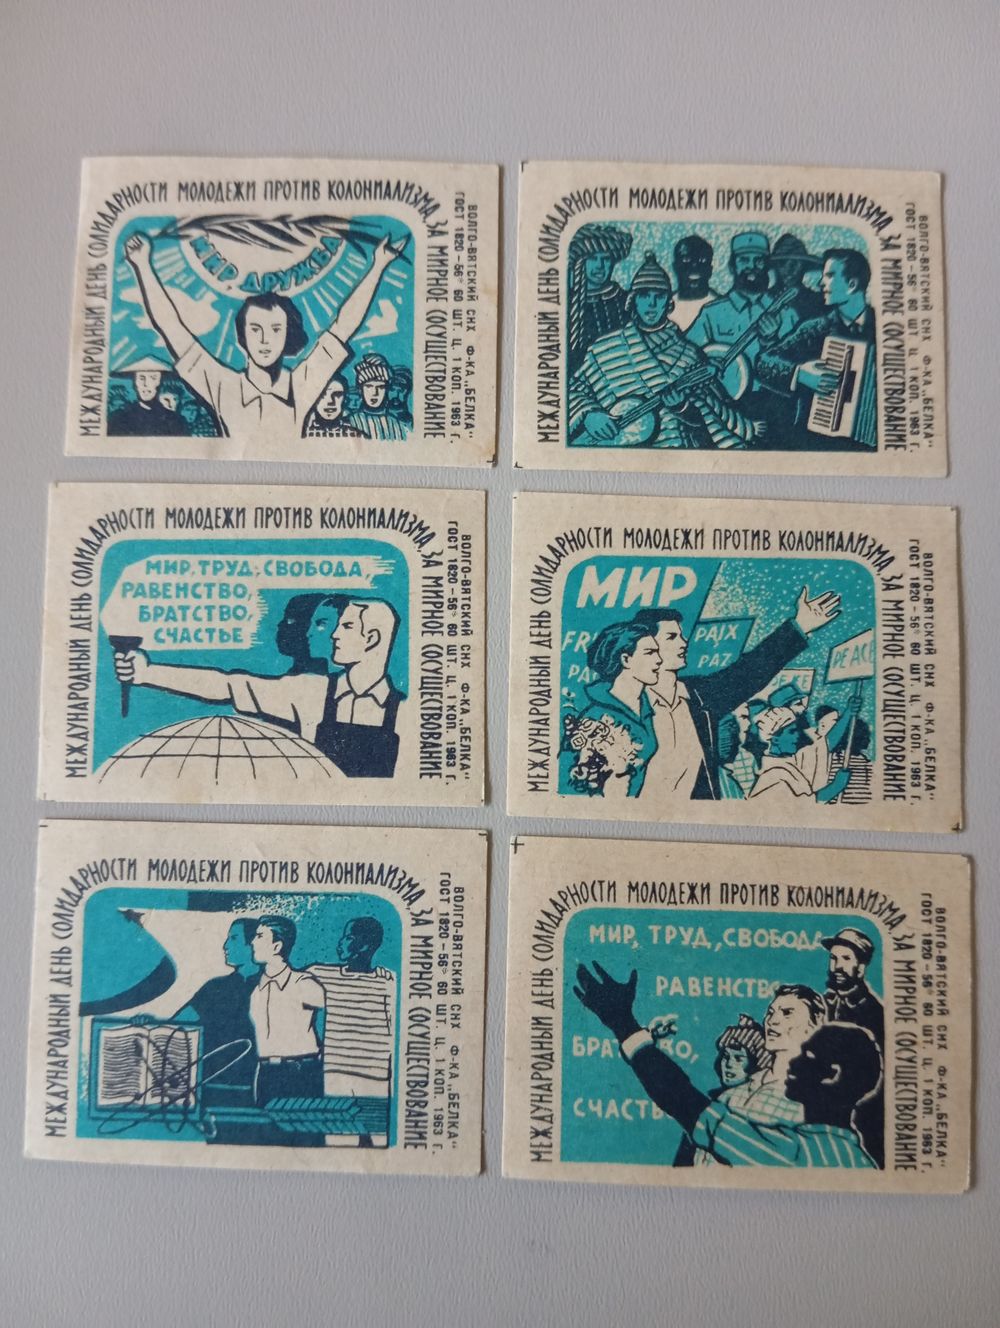 МЕЖДУНАРОДНЫЙ ДЕНЬ СОЛИДАРНОСТИ МОЛОДЕЖИ ПРОТИВ КОЛОНИАЛИЗМА, ЗА МИРНОЕ СОСУЩЕСТВОВАНИЕ
МИР, ДРУЖБА
ВОЛГО-ВЯТСКИЙ СНХ Ф-КА „БЕЛКА“
ГОСТ 1820-56* 60 ШТ. Ц. 1 КОП. 1963 Г.
МЕЖДУНАРОДНЫЙ ДЕНЬ СОЛИДАРНОСТИ МОЛОДЕЖИ ПРОТИВ КОЛОНИАЛИЗМА, ЗА МИРНОЕ СОСУЩЕСТВОВАНИЕ
ВОЛГО-ВЯТСКИЙ СНХ Ф-КА „БЕЛКА“
ГОСТ 1820-56* 60 ШТ. Ц. 1 КОП. 1963 Г.
МЕЖДУНАРОДНЫЙ ДЕНЬ СОЛИДАРНОСТИ МОЛОДЕЖИ ПРОТИВ КОЛОНИАЛИЗМА, ЗА МИРНОЕ СОСУЩЕСТВОВАНИЕ
МИР, ТРУД, СВОБОДА,
РАВЕНСТВО,
БРАТСТВО,
СЧАСТЬЕ
ВОЛГО-ВЯТСКИЙ СНХ Ф-КА „БЕЛКА“
ГОСТ 1820-56* 60 ШТ. Ц. 1 КОП. 1963 Г.
МЕЖДУНАРОДНЫЙ ДЕНЬ СОЛИДАРНОСТИ МОЛОДЕЖИ ПРОТИВ КОЛОНИАЛИЗМА, ЗА МИРНОЕ СОСУЩЕСТВОВАНИЕ
МИР
FRI
PAJX
PAZ
PEACE
ВОЛГО-ВЯТСКИЙ СНХ Ф-КА „БЕЛКА“
ГОСТ 1820-56* 60 ШТ. Ц. 1 КОП. 1963 Г.
МЕЖДУНАРОДНЫЙ ДЕНЬ СОЛИДАРНОСТИ МОЛОДЕЖИ ПРОТИВ КОЛОНИАЛИЗМА, ЗА МИРНОЕ СОСУЩЕСТВОВАНИЕ
ВОЛГО-ВЯТСКИЙ СНХ Ф-КА „БЕЛКА“
ГОСТ 1820-56* 60 ШТ. Ц. 1 КОП. 1963 Г.
МЕЖДУНАРОДНЫЙ ДЕНЬ СОЛИДАРНОСТИ МОЛОДЕЖИ ПРОТИВ КОЛОНИАЛИЗМА, ЗА МИРНОЕ СОСУЩЕСТВОВАНИЕ
МИР, ТРУД, СВОБОДА
РАВЕНСТВО
БРАТСТВО,
СЧАСТЬ
ВОЛГО-ВЯТСКИЙ СНХ Ф-КА „БЕЛКА“
ГОСТ 1820-56* 60 ШТ. Ц. 1 КОП. 1963 Г.